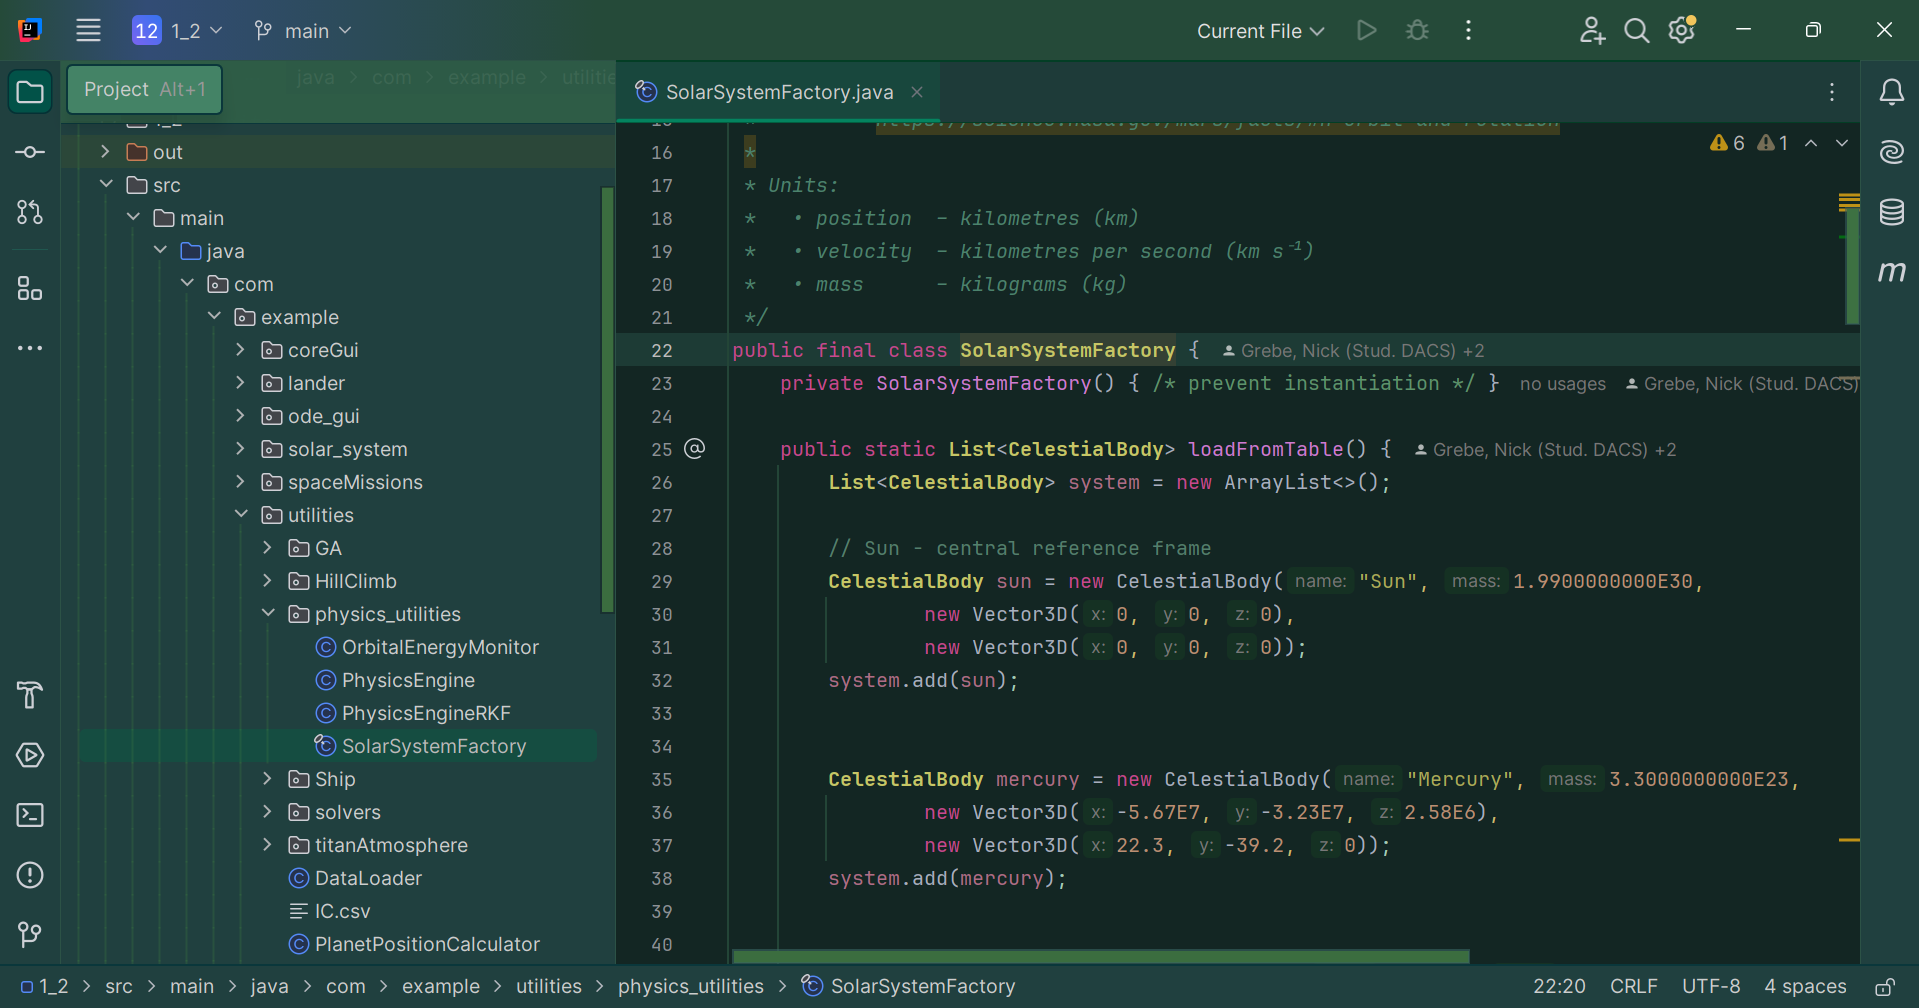 12 1_2 main Current File
Project Alt+1
java > com > example >
SolarSystemFactory.java
out
src
main
java
com
example
coreGui
lander
ode_gui
solar_system
spaceMissions
utilities
GA
HillClimb
physics_utilities
OrbitalEnergyMonitor
PhysicsEngine
PhysicsEngineRKF
SolarSystemFactory
Ship
solvers
titanAtmosphere
DataLoader
IC.csv
PlanetPositionCalculator
6 1
16 *
17 * Units:
18 * • position – kilometres (km)
19 * • velocity – kilometres per second (km s⁻¹)
20 * • mass – kilograms (kg)
21 */
22 public final class SolarSystemFactory { Grebe, Nick (Stud. DACS) +2
23 private SolarSystemFactory() { /* prevent instantiation */ } no usages Grebe, Nick (Stud. DACS)
24
25 @ public static List<CelestialBody> loadFromTable() { Grebe, Nick (Stud. DACS) +2
26 List<CelestialBody> system = new ArrayList<>();
27
28 // Sun - central reference frame
29 CelestialBody sun = new CelestialBody( name: "Sun", mass: 1.9900000000E30,
30 new Vector3D( x: 0, y: 0, z: 0),
31 new Vector3D( x: 0, y: 0, z: 0));
32 system.add(sun);
33
34
35 CelestialBody mercury = new CelestialBody( name: "Mercury", mass: 3.3000000000E23,
36 new Vector3D( x: -5.67E7, y: -3.23E7, z: 2.58E6),
37 new Vector3D( x: 22.3, y: -39.2, z: 0));
38 system.add(mercury);
39
40
m
1_2 > src > main > java > com > example > utilities > physics_utilities > SolarSystemFactory 22:20 CRLF UTF-8 4 spaces